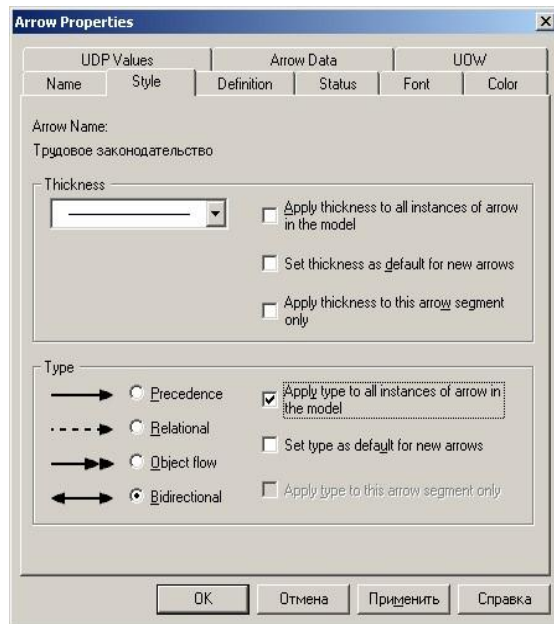 Arrow Properties
UDP Values Arrow Data UOW
Name Style Definition Status Font Color
Arrow Name:
Трудовое законодательство
Thickness
Apply thickness to all instances of arrow
in the model
Set thickness as default for new arrows
Apply thickness to this arrow segment
only
Type
Precedence
Relational
Object flow
Bidirectional
Apply type to all instances of arrow in
the model
Set type as default for new arrows
Apply type to this arrow segment only
OK Отмена Применить Справка